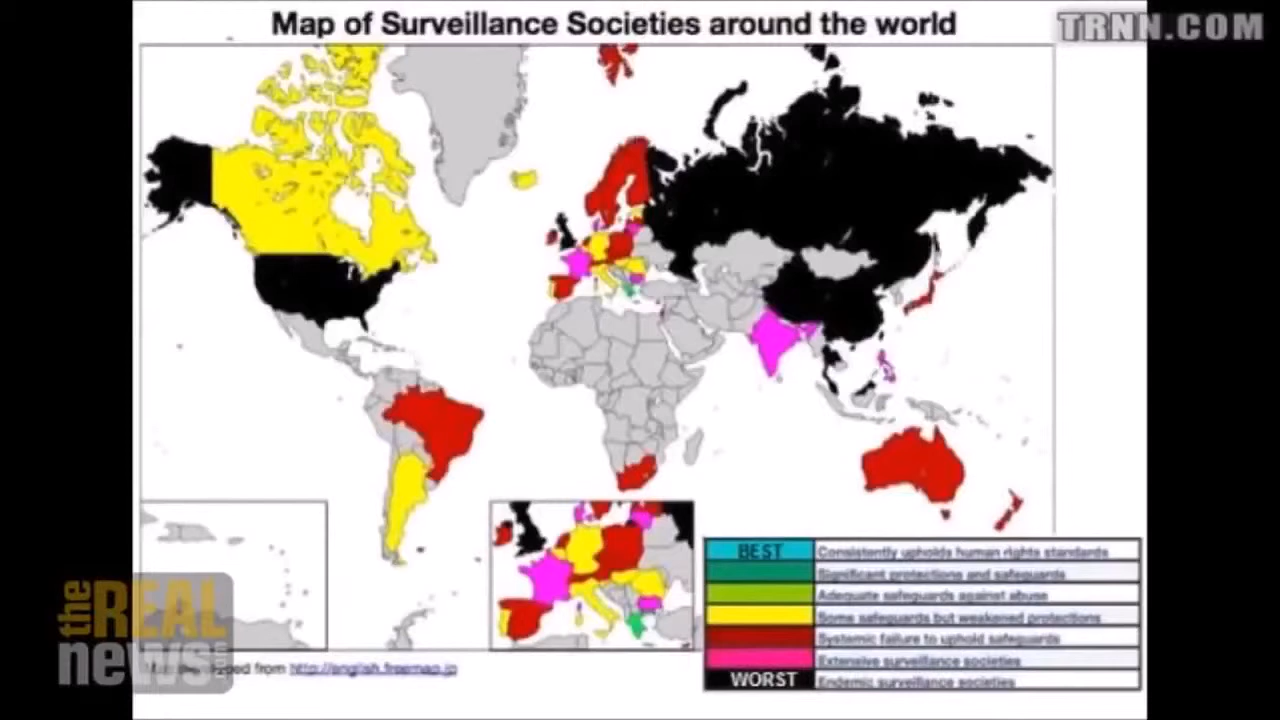 Map of Surveillance Societies around the world
TRNN.COM
BEST
Consistently upholds human rights standards
Significant protections and safeguards
Adequate safeguards against abuse
Some safeguards but weakened protections
Systemic failure to uphold safeguards
Extensive surveillance societies
WORST
Endemic surveillance societies
the REAL
news
from http://english.freemap.jp